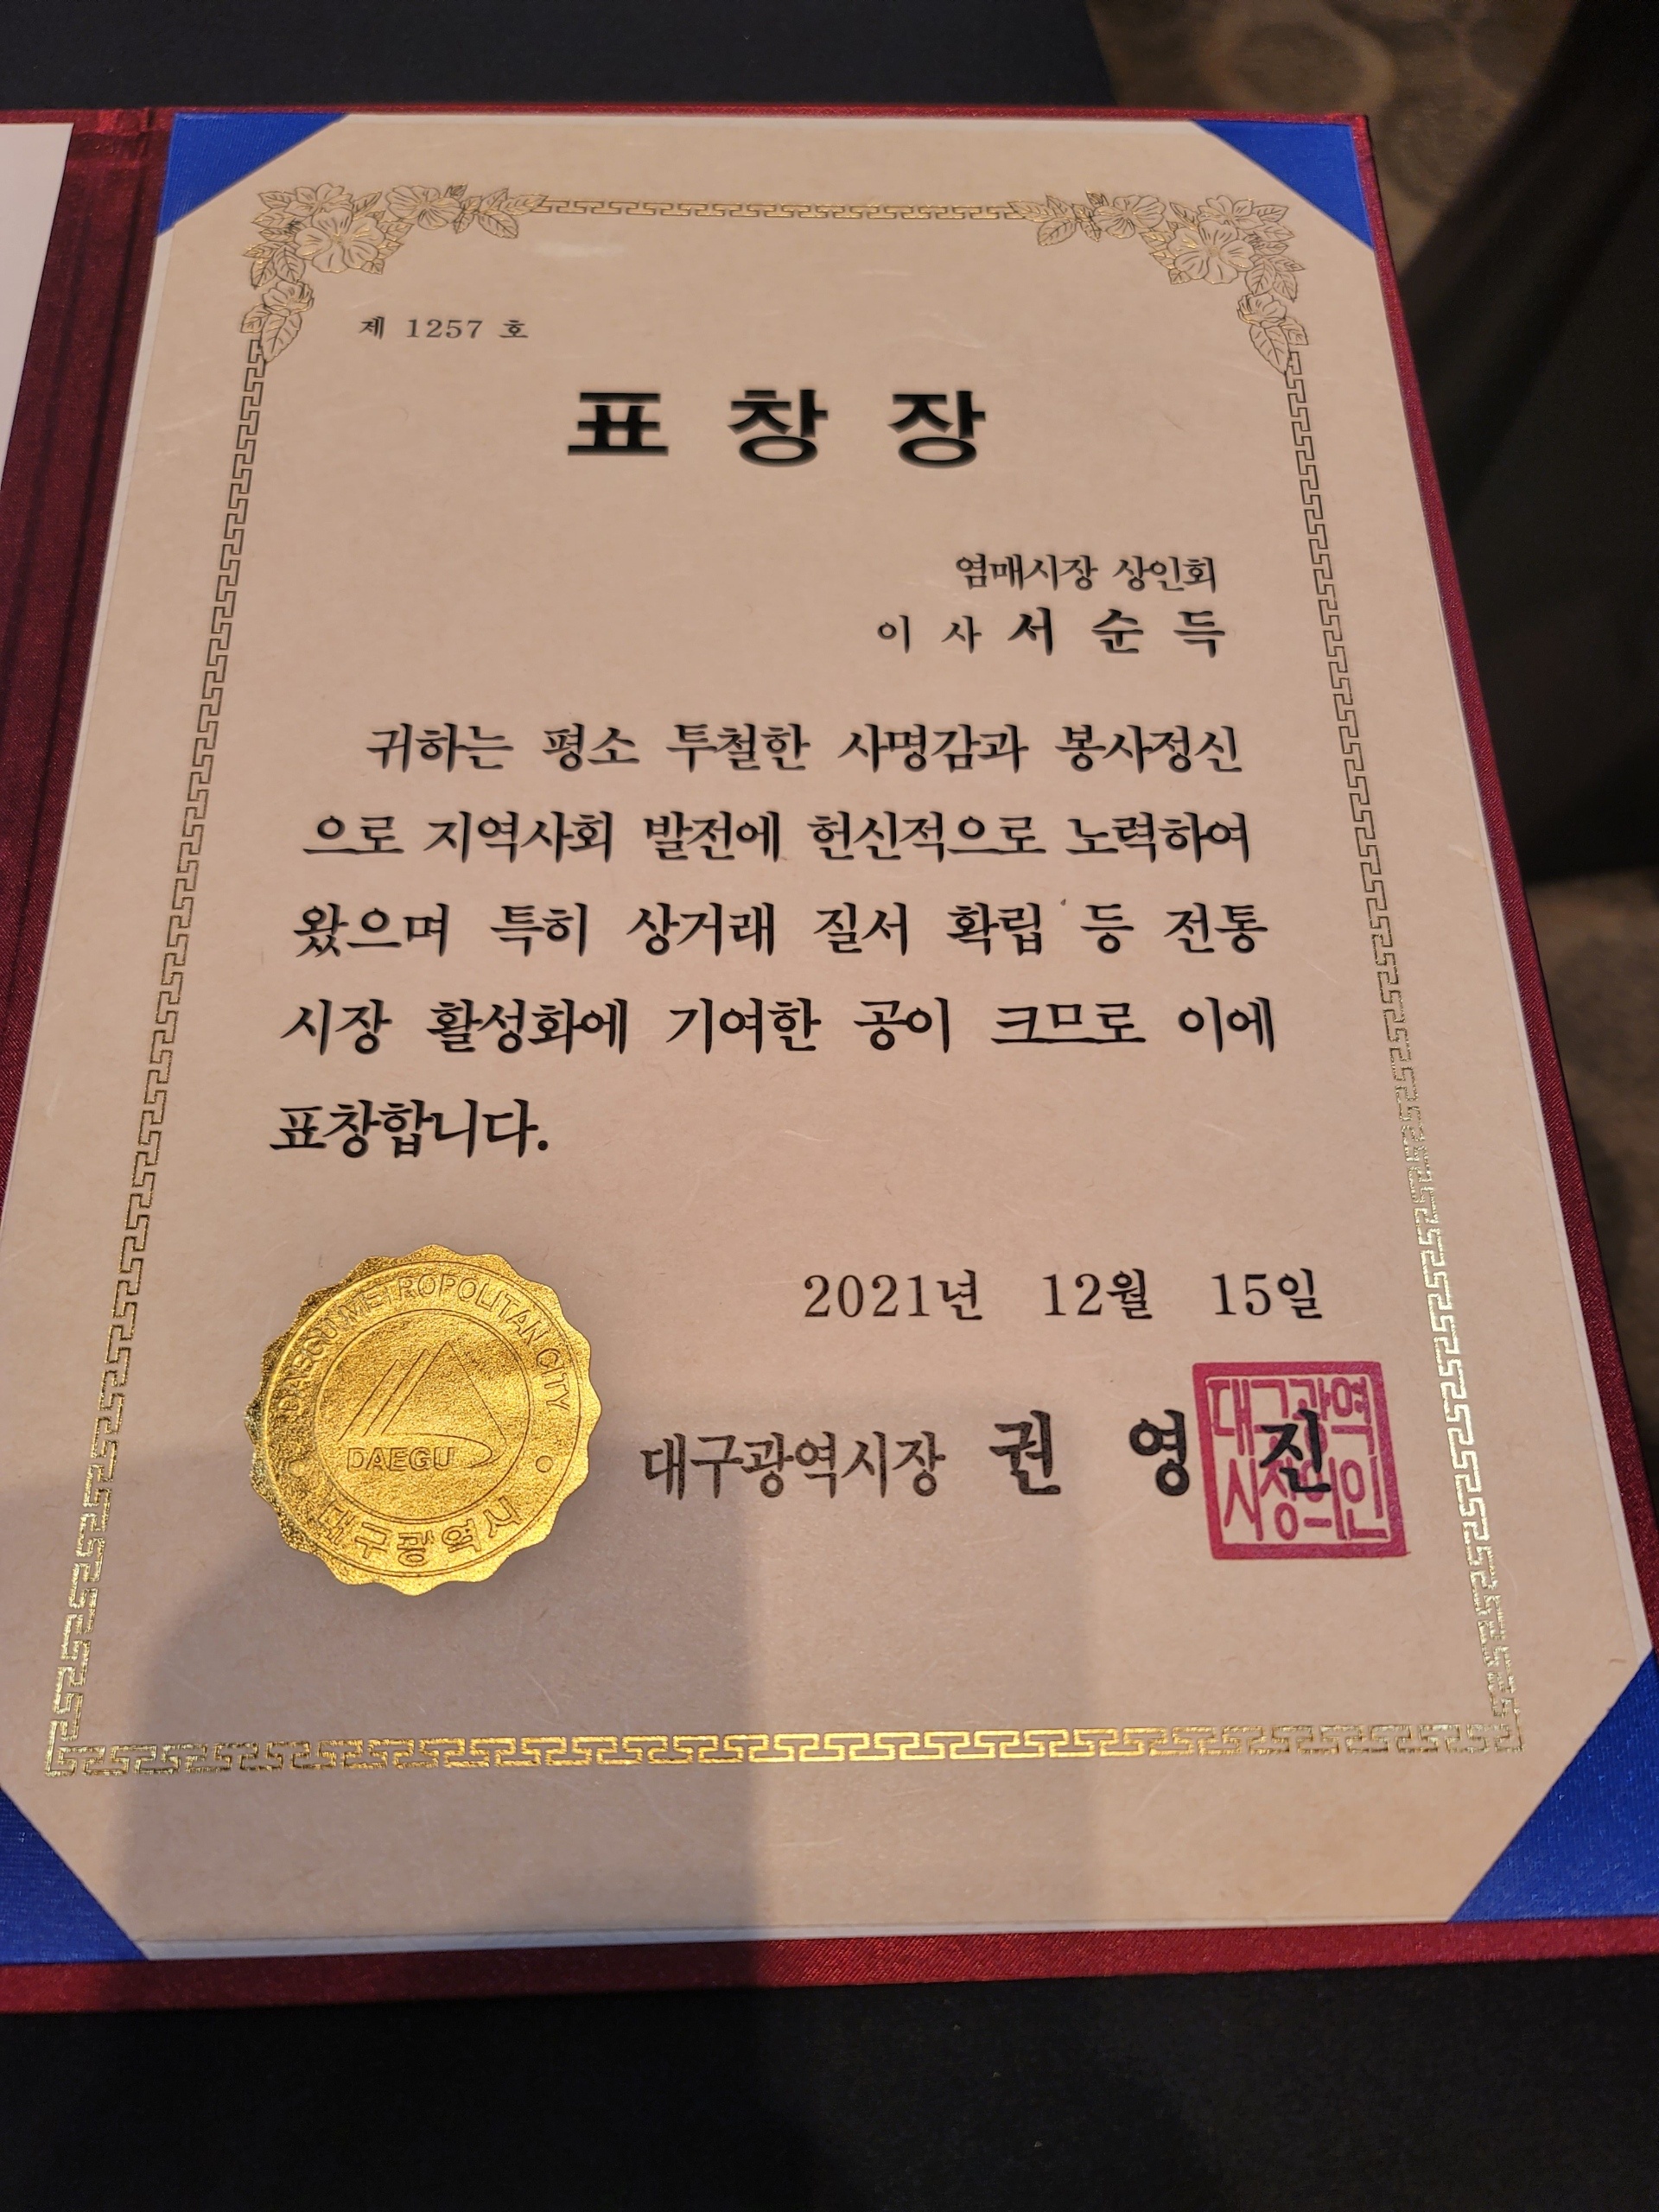 제 1257 호
표 창 장
염매시장 상인회
이 사 서 순 득
귀하는 평소 투철한 사명감과 봉사정신
으로 지역사회 발전에 헌신적으로 노력하여
왔으며 특히 상거래 질서 확립 등 전통
시장 활성화에 기여한 공이 크므로 이에
표창합니다.
2021년 12월 15일
대구광역시장 권 영 진
대구광역
시장의인
DAEGU METROPOLITAN CITY
DAEGU
대구광역시